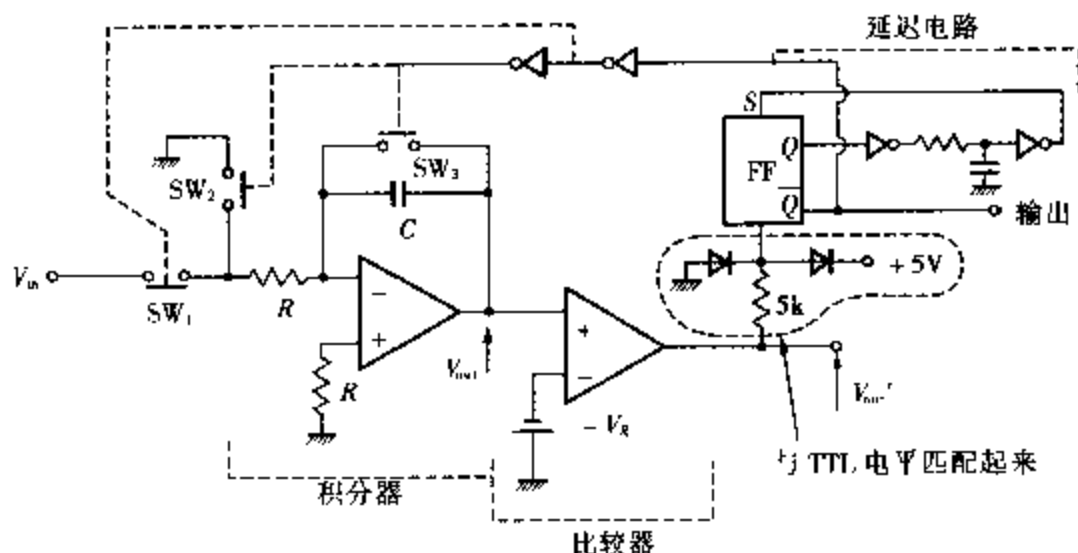 延迟电路
S
Q
FF
Q̅
输出
SW₃
SW₂
C
+5V
Vin
SW₁
R
5k
−
+
+
−
Vout
R
−V_R
Vout′
与TTL电平匹配起来
积分器
比较器